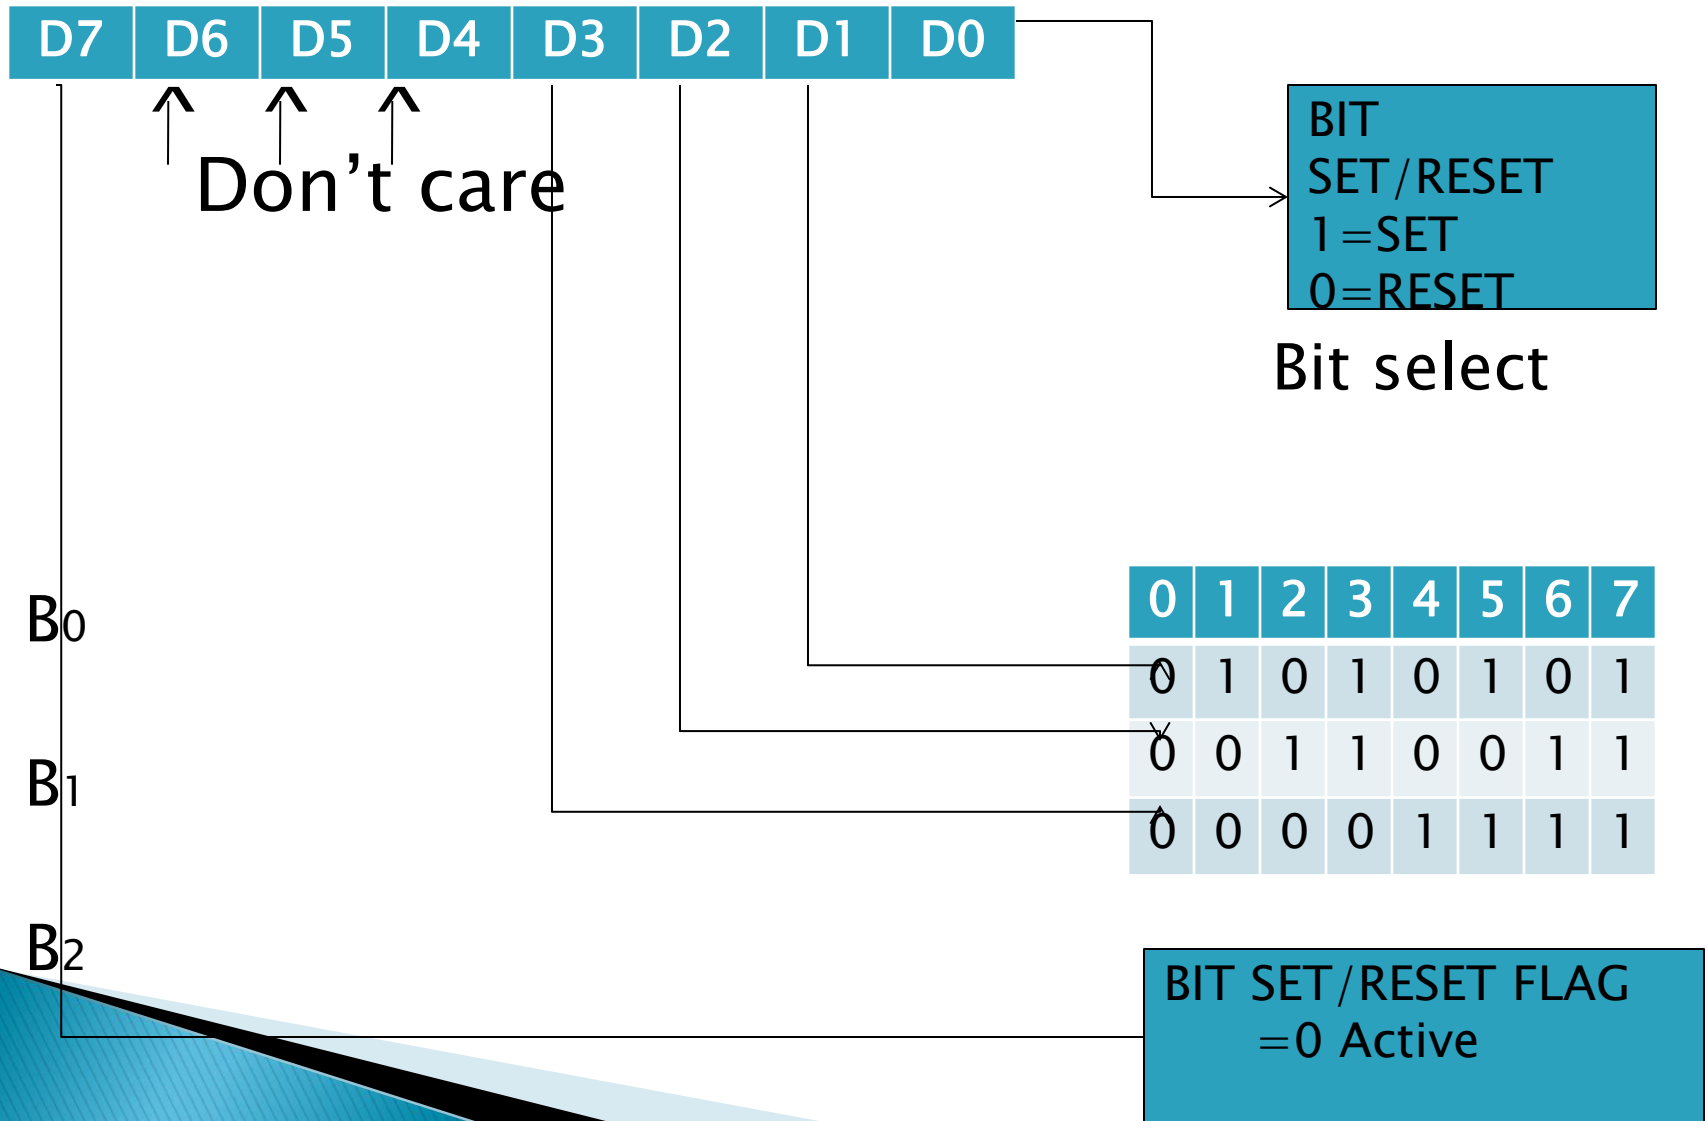 D7 D6 D5 D4 D3 D2 D1 D0
Don’t care
BIT
SET/RESET
1=SET
0=RESET
Bit select
0 1 2 3 4 5 6 7
B0
0 1 0 1 0 1 0 1
0 0 1 1 0 0 1 1
B1
0 0 0 0 1 1 1 1
B2
BIT SET/RESET FLAG
=0 Active